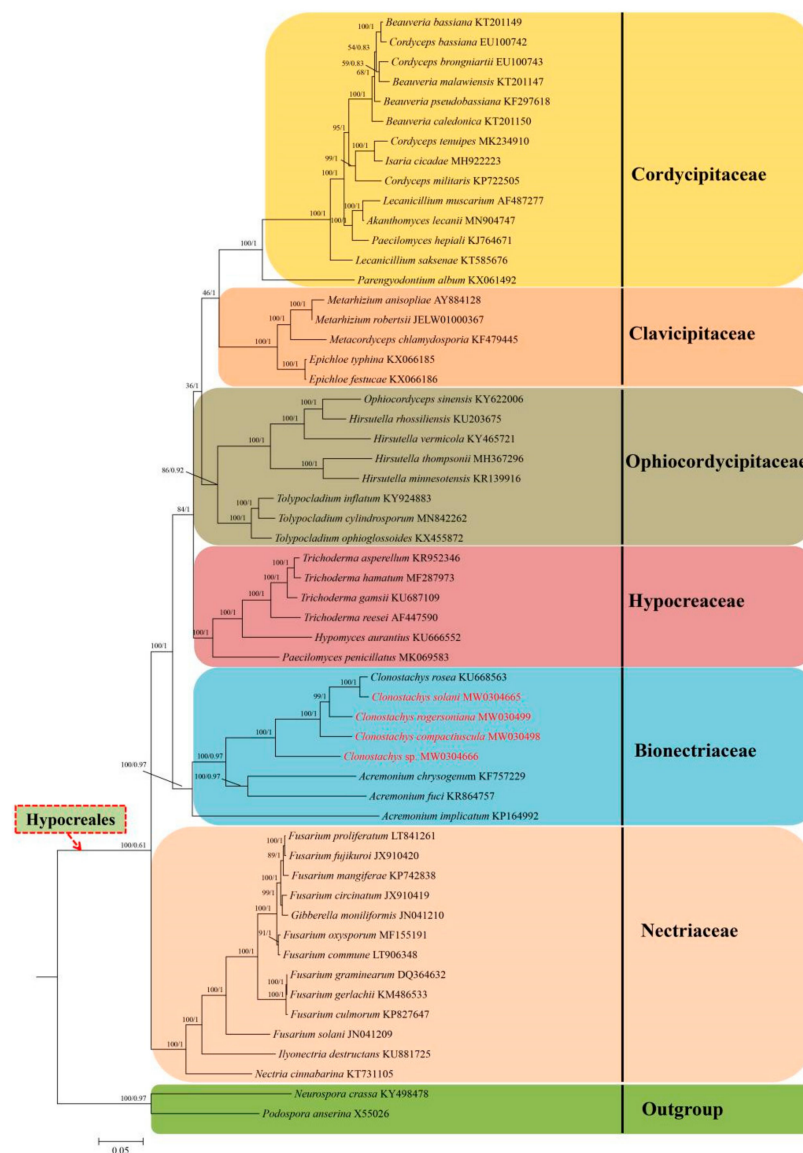 Beauveria bassiana KT201149
100/1
Cordyceps bassiana EU100742
54/0.83
Cordyceps brongniartii EU100743
59/0.83
68/1
Beauveria malawiensis KT201147
100/1
Beauveria pseudobassiana KF297618
Beauveria caledonica KT201150
95/1
100/1
Cordyceps tenuipes MK234910
Isaria cicadae MH922223
99/1
100/1
Cordyceps militaris KP722505
Cordycipitaceae
100/1
100/1
Lecanicillium muscarium AF487277
100/1
100/1
Akanthomyces lecanii MN904747
Paecilomyces hepiali KJ764671
100/1
Lecanicillium saksenae KT585676
Parengyodontium album KX061492
46/1
Metarhizium anisopliae AY884128
100/1
Metarhizium robertsii JELW01000367
100/1
Metacordyceps chlamydosporia KF479445
Clavicipitaceae
100/1
Epichloe typhina KX066185
100/1
Epichloe festucae KX066186
36/1
Ophiocordyceps sinensis KY622006
100/1
Hirsutella rhossiliensis KU203675
100/1
Hirsutella vermicola KY465721
100/1
Hirsutella thompsonii MH367296
100/1
Hirsutella minnesotensis KR139916
Ophiocordycipitaceae
86/0.92
100/1
Tolypocladium inflatum KY924883
100/1
Tolypocladium cylindrosporum MN842262
100/1
Tolypocladium ophioglossoides KX455872
84/1
Trichoderma asperellum KR952346
100/1
Trichoderma hamatum MF287973
100/1
Trichoderma gamsii KU687109
100/1
Trichoderma reesei AF447590
100/1
Hypomyces aurantius KU666552
100/1
Paecilomyces penicillatus MK069583
Hypocreaceae
100/1
Clonostachys rosea KU668563
100/1
Clonostachys solani MW0304665
99/1
Clonostachys rogersoniana MW030499
100/1
Clonostachys compactiuscula MW030498
100/0.97
Clonostachys sp. MW0304666
Bionectriaceae
100/0.97
100/0.97
Acremonium chrysogenum KF757229
Acremonium fuci KR864757
Acremonium implicatum KP164992
Hypocreales
100/0.61
Fusarium proliferatum LT841261
100/1
Fusarium fujikuroi JX910420
89/1
Fusarium mangiferae KP742838
99/1
Fusarium circinatum JX910419
100/1
Gibberella moniliformis JN041210
Fusarium oxysporum MF155191
91/1
100/1
Fusarium commune LT906348
Nectriaceae
100/1
Fusarium graminearum DQ364632
100/1
Fusarium gerlachii KM486533
100/1
Fusarium culmorum KP827647
100/1
Fusarium solani JN041209
100/1
Ilyonectria destructans KU881725
100/1
Nectria cinnabarina KT731105
100/0.97
Neurospora crassa KY498478
Podospora anserina X55026
Outgroup
0.05